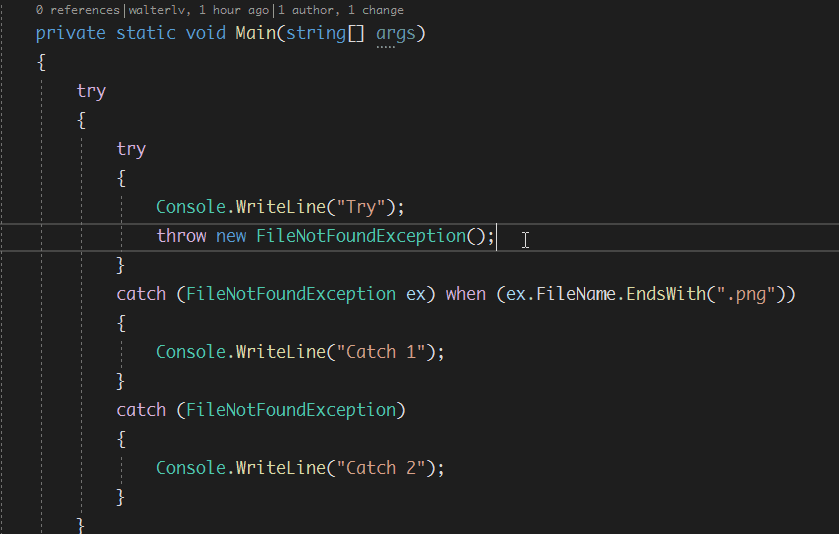 0 references | walterlv, 1 hour ago | 1 author, 1 change
private static void Main(string[] args)
{
try
{
try
{
Console.WriteLine("Try");
throw new FileNotFoundException();
}
catch (FileNotFoundException ex) when (ex.FileName.EndsWith(".png"))
{
Console.WriteLine("Catch 1");
}
catch (FileNotFoundException)
{
Console.WriteLine("Catch 2");
}
}